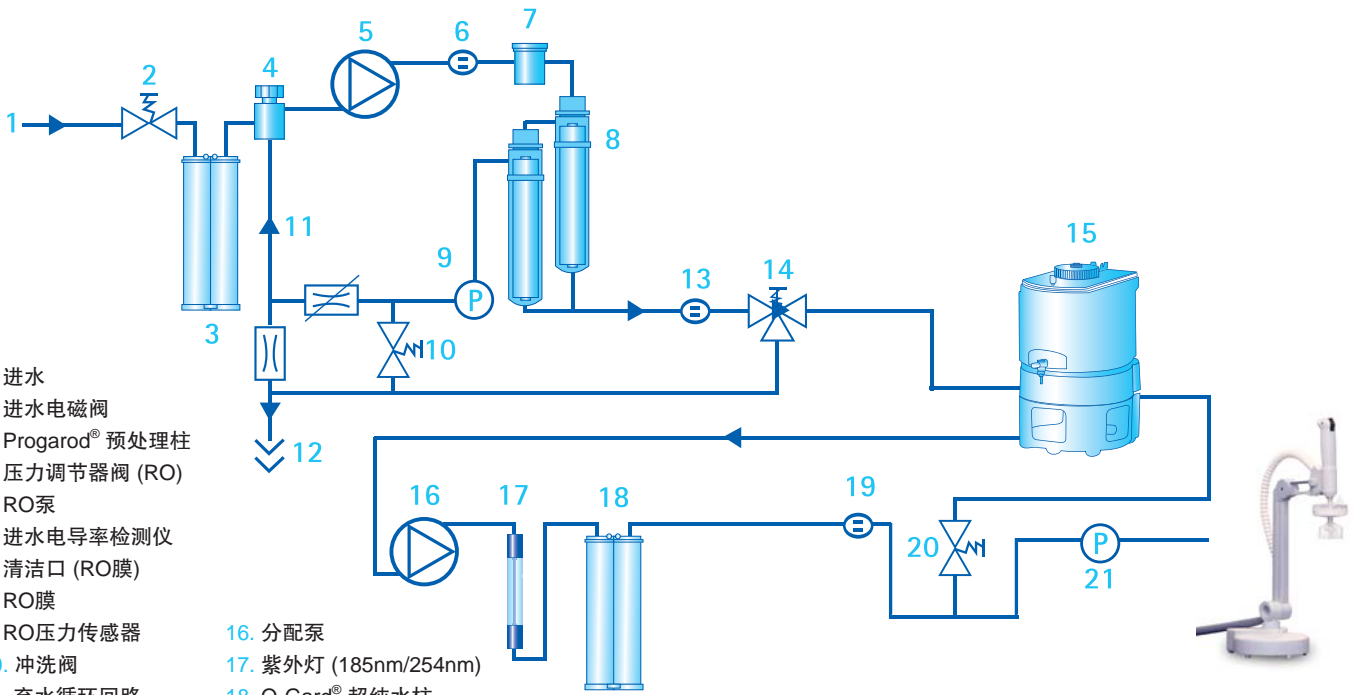 1
2
3
4
5
6
7
8
9
P
10
11
12
13
14
15
16
17
18
19
20
P
21
进水
进水电磁阀
Progarod® 预处理柱
压力调节器阀 (RO)
RO泵
进水电导率检测仪
清洁口 (RO膜)
RO膜
RO压力传感器
. 冲洗阀
16. 分配泵
17. 紫外灯 (185nm/254nm)